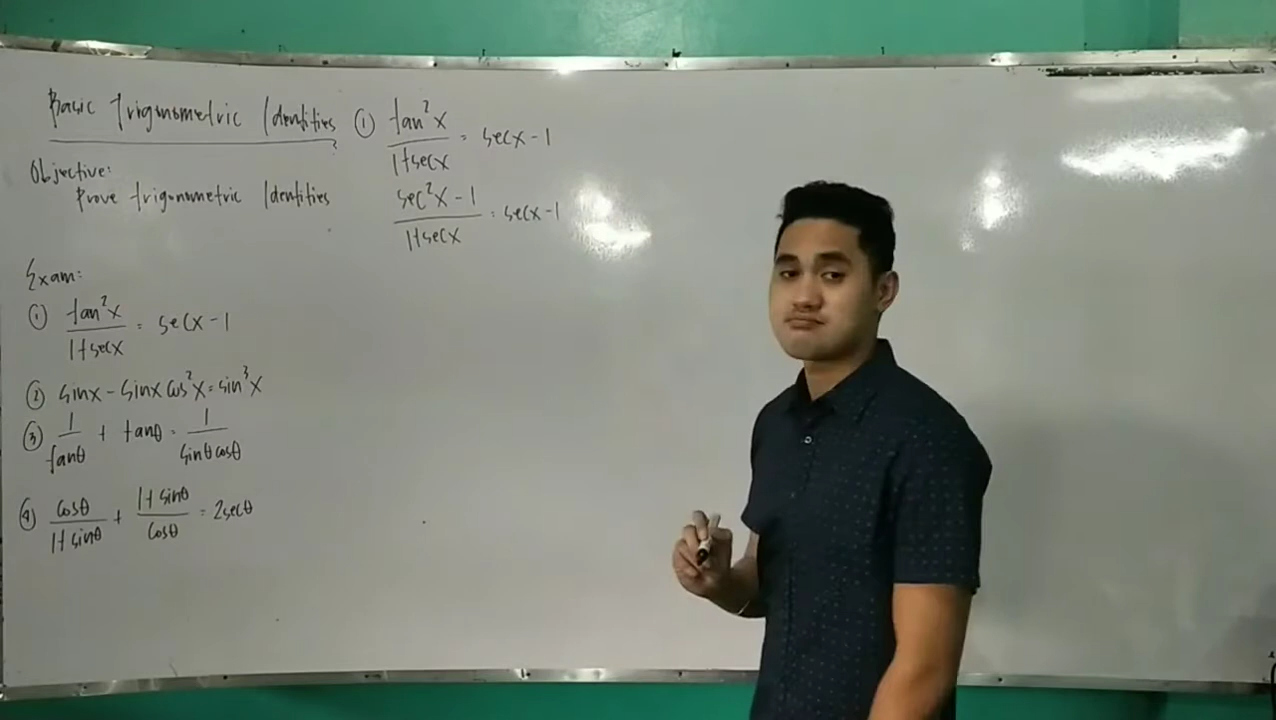 Basic Trigonometric Identities
Objective:
Prove trigonometric Identities
Exam:
① tan²x / 1+secx = secx - 1
② sinx - sinx cos²x = sin³x
③ 1 / tanθ + tanθ = 1 / sinθ cosθ
④ cosθ / 1+sinθ + 1+sinθ / cosθ = 2secθ
① tan²x / 1+secx = secx - 1
sec²x - 1 / 1+secx = secx - 1